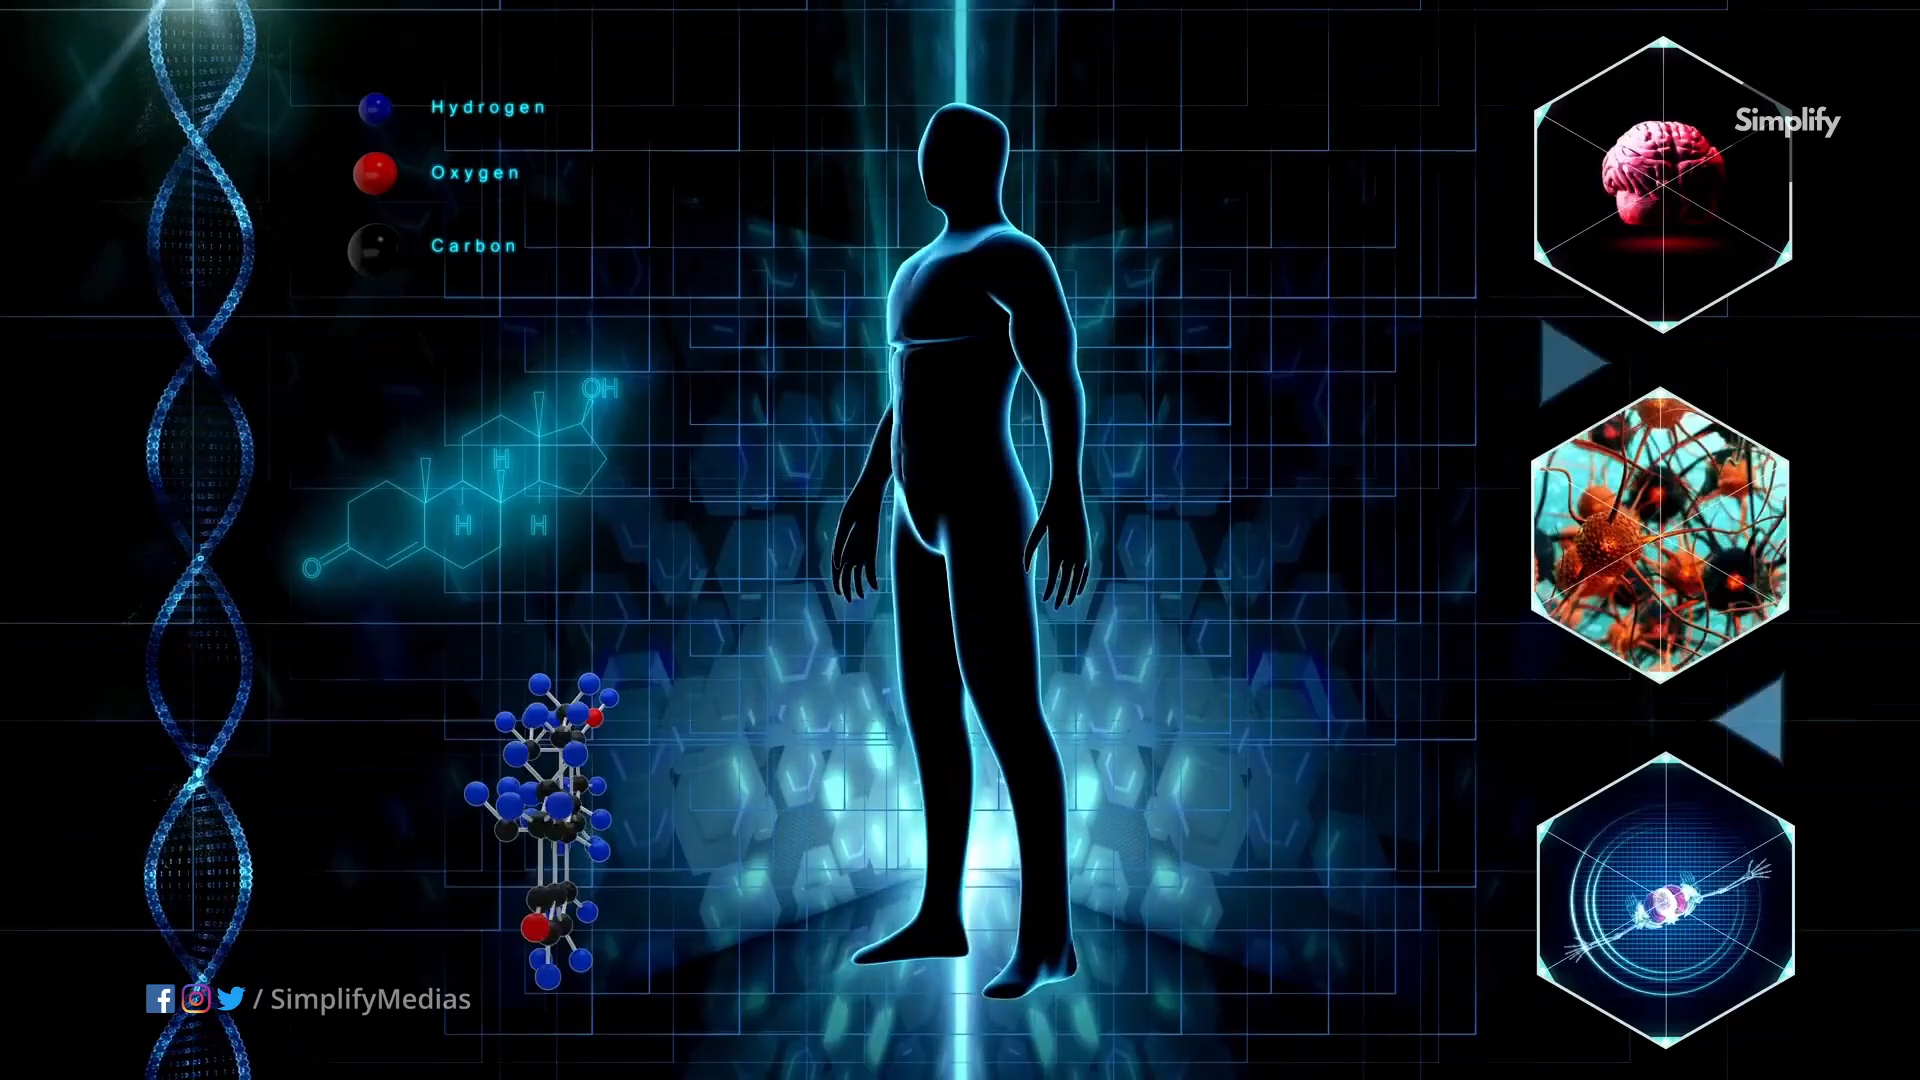 Simplify
Hydrogen
Oxygen
Carbon
OH
H
H
H
O
/ SimplifyMedias